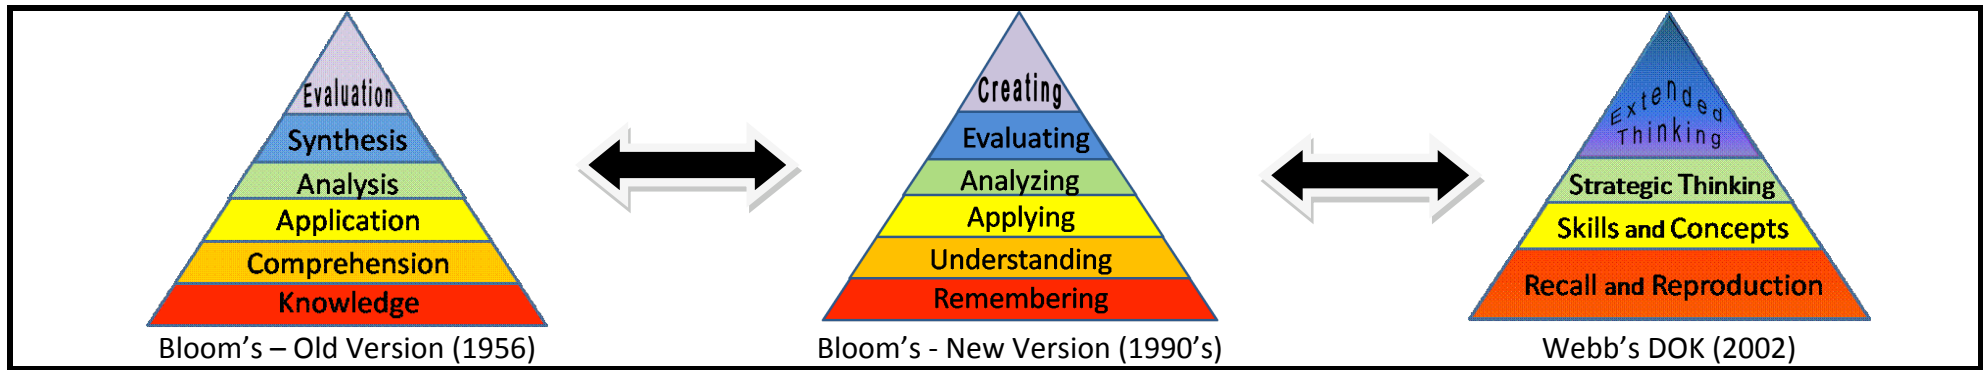 Evaluation
Synthesis
Analysis
Application
Comprehension
Knowledge
Bloom’s – Old Version (1956)
Creating
Evaluating
Analyzing
Applying
Understanding
Remembering
Bloom’s - New Version (1990’s)
Extended
Thinking
Strategic Thinking
Skills and Concepts
Recall and Reproduction
Webb’s DOK (2002)